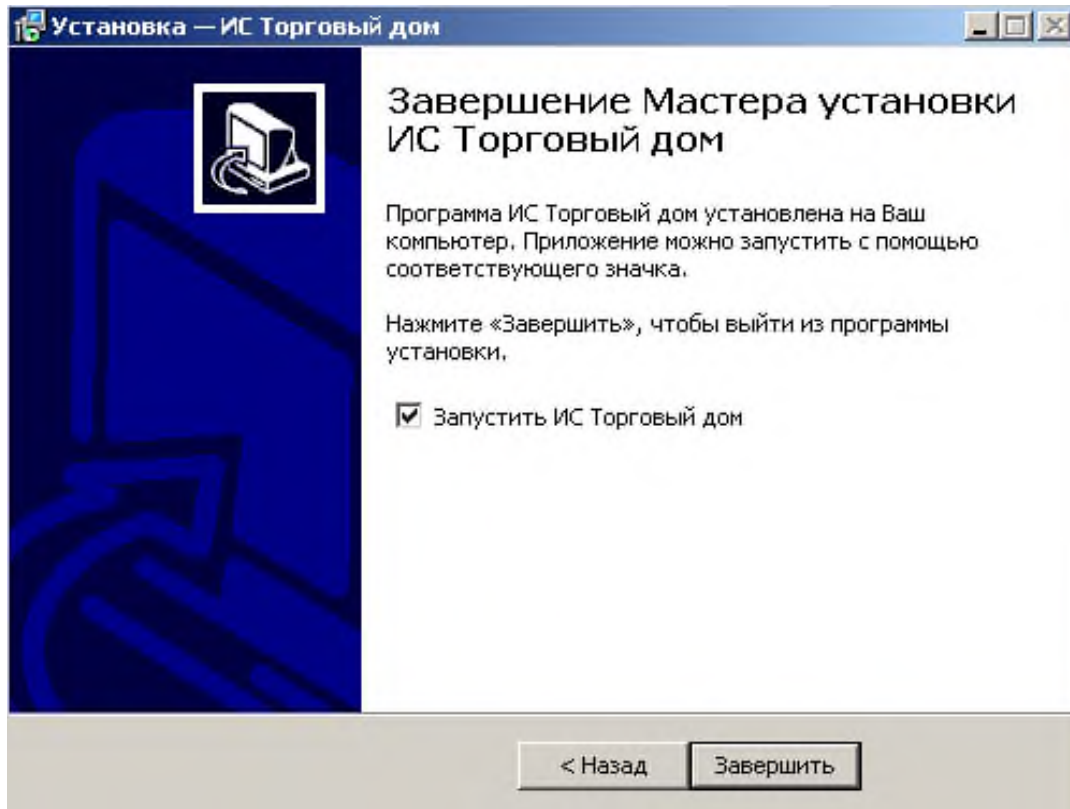 Установка — ИС Торговый дом
Завершение Мастера установки
ИС Торговый дом
Программа ИС Торговый дом установлена на Ваш
компьютер. Приложение можно запустить с помощью
соответствующего значка.
Нажмите «Завершить», чтобы выйти из программы
установки.
Запустить ИС Торговый дом
< Назад
Завершить